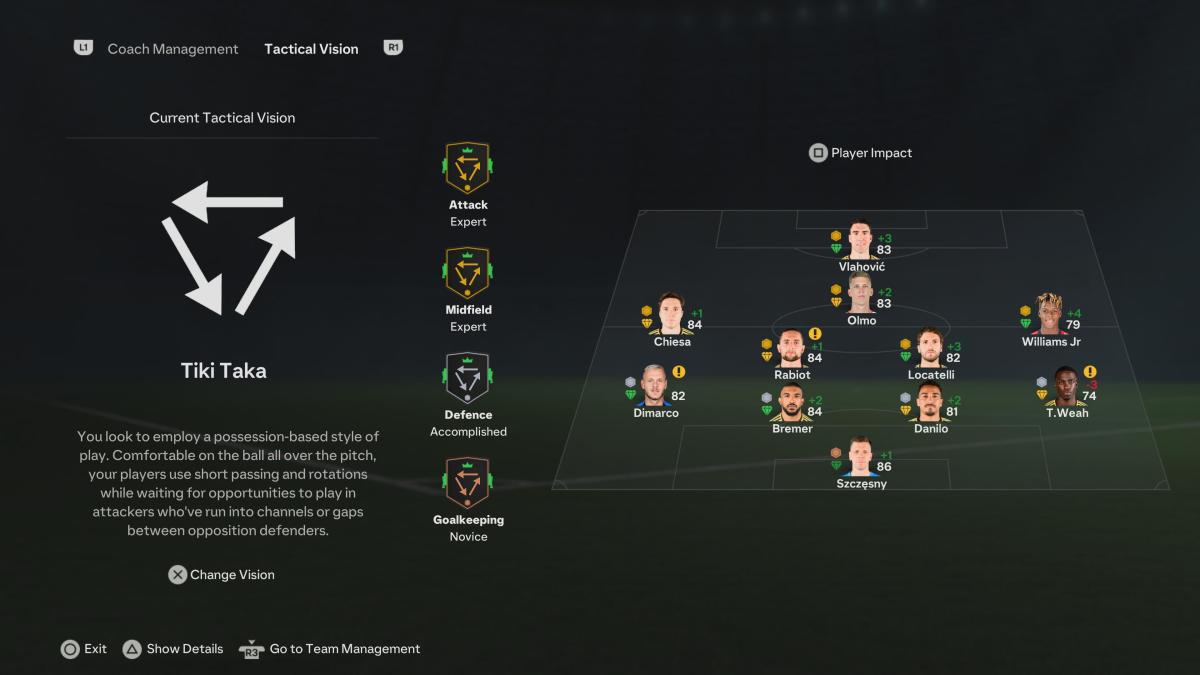 L1 Coach Management Tactical Vision R1
Current Tactical Vision
Tiki Taka
You look to employ a possession-based style of
play. Comfortable on the ball all over the pitch,
your players use short passing and rotations
while waiting for opportunities to play in
attackers who've run into channels or gaps
between opposition defenders.
Change Vision
Attack
Expert
Midfield
Expert
Defence
Accomplished
Goalkeeping
Novice
Player Impact
+3
83
Vlahović
+2
83
Olmo
+1
84
Chiesa
+4
79
Williams Jr
+1
84
Rabiot
+3
82
Locatelli
82
Dimarco
-3
74
T.Weah
+2
84
Bremer
+2
81
Danilo
+1
86
Szczęsny
Exit Show Details R3 Go to Team Management